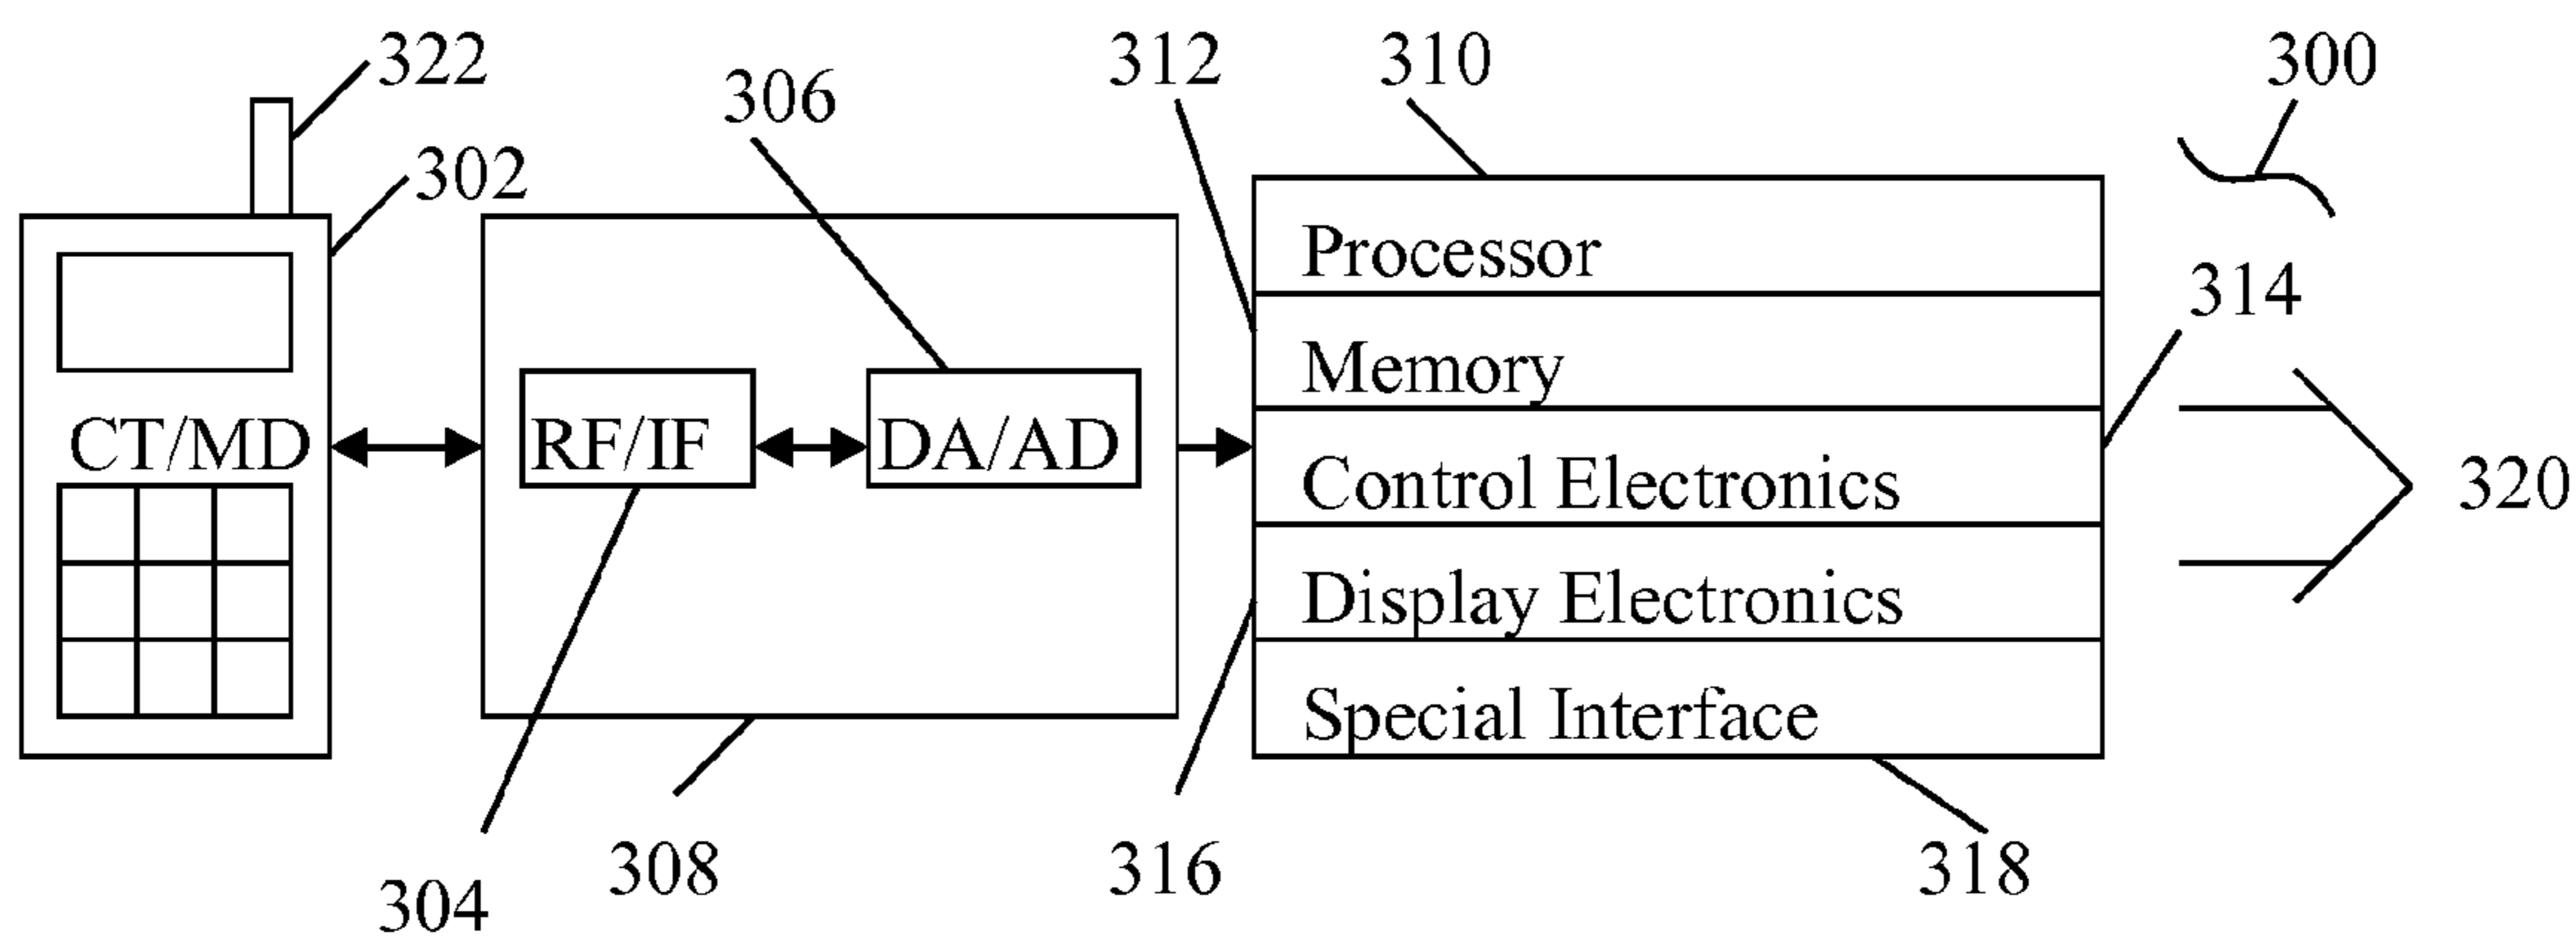 322
306
312
310
300
302
Processor
314
Memory
CT/MD
RF/IF
DA/AD
Control Electronics
320
Display Electronics
Special Interface
304
308
316
318